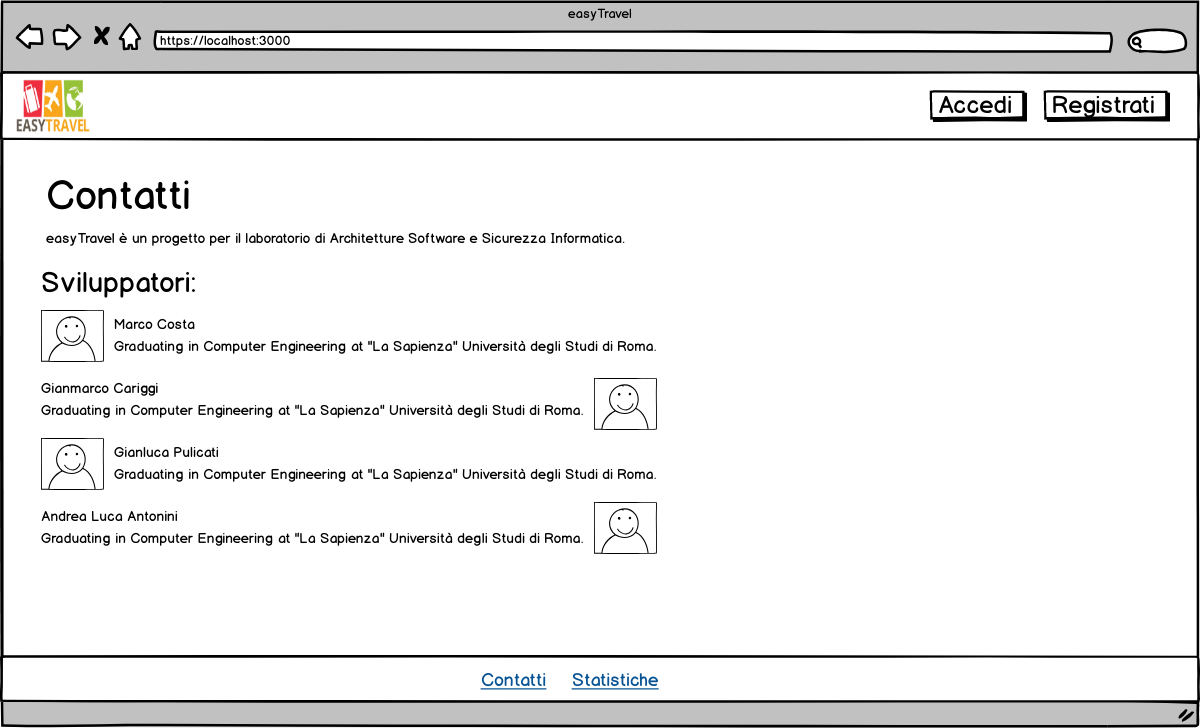 easyTravel
https://localhost:3000
EASYTRAVEL
Accedi
Registrati
Contatti
easyTravel è un progetto per il laboratorio di Architetture Software e Sicurezza Informatica.
Sviluppatori:
Marco Costa
Graduating in Computer Engineering at "La Sapienza" Università degli Studi di Roma.
Gianmarco Cariggi
Graduating in Computer Engineering at "La Sapienza" Università degli Studi di Roma.
Gianluca Pulicati
Graduating in Computer Engineering at "La Sapienza" Università degli Studi di Roma.
Andrea Luca Antonini
Graduating in Computer Engineering at "La Sapienza" Università degli Studi di Roma.
Contatti
Statistiche